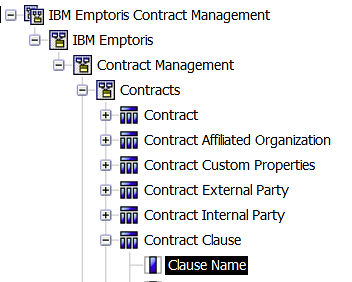 IBM Emptoris Contract Management
IBM Emptoris
Contract Management
Contracts
Contract
Contract Affiliated Organization
Contract Custom Properties
Contract External Party
Contract Internal Party
Contract Clause
Clause Name